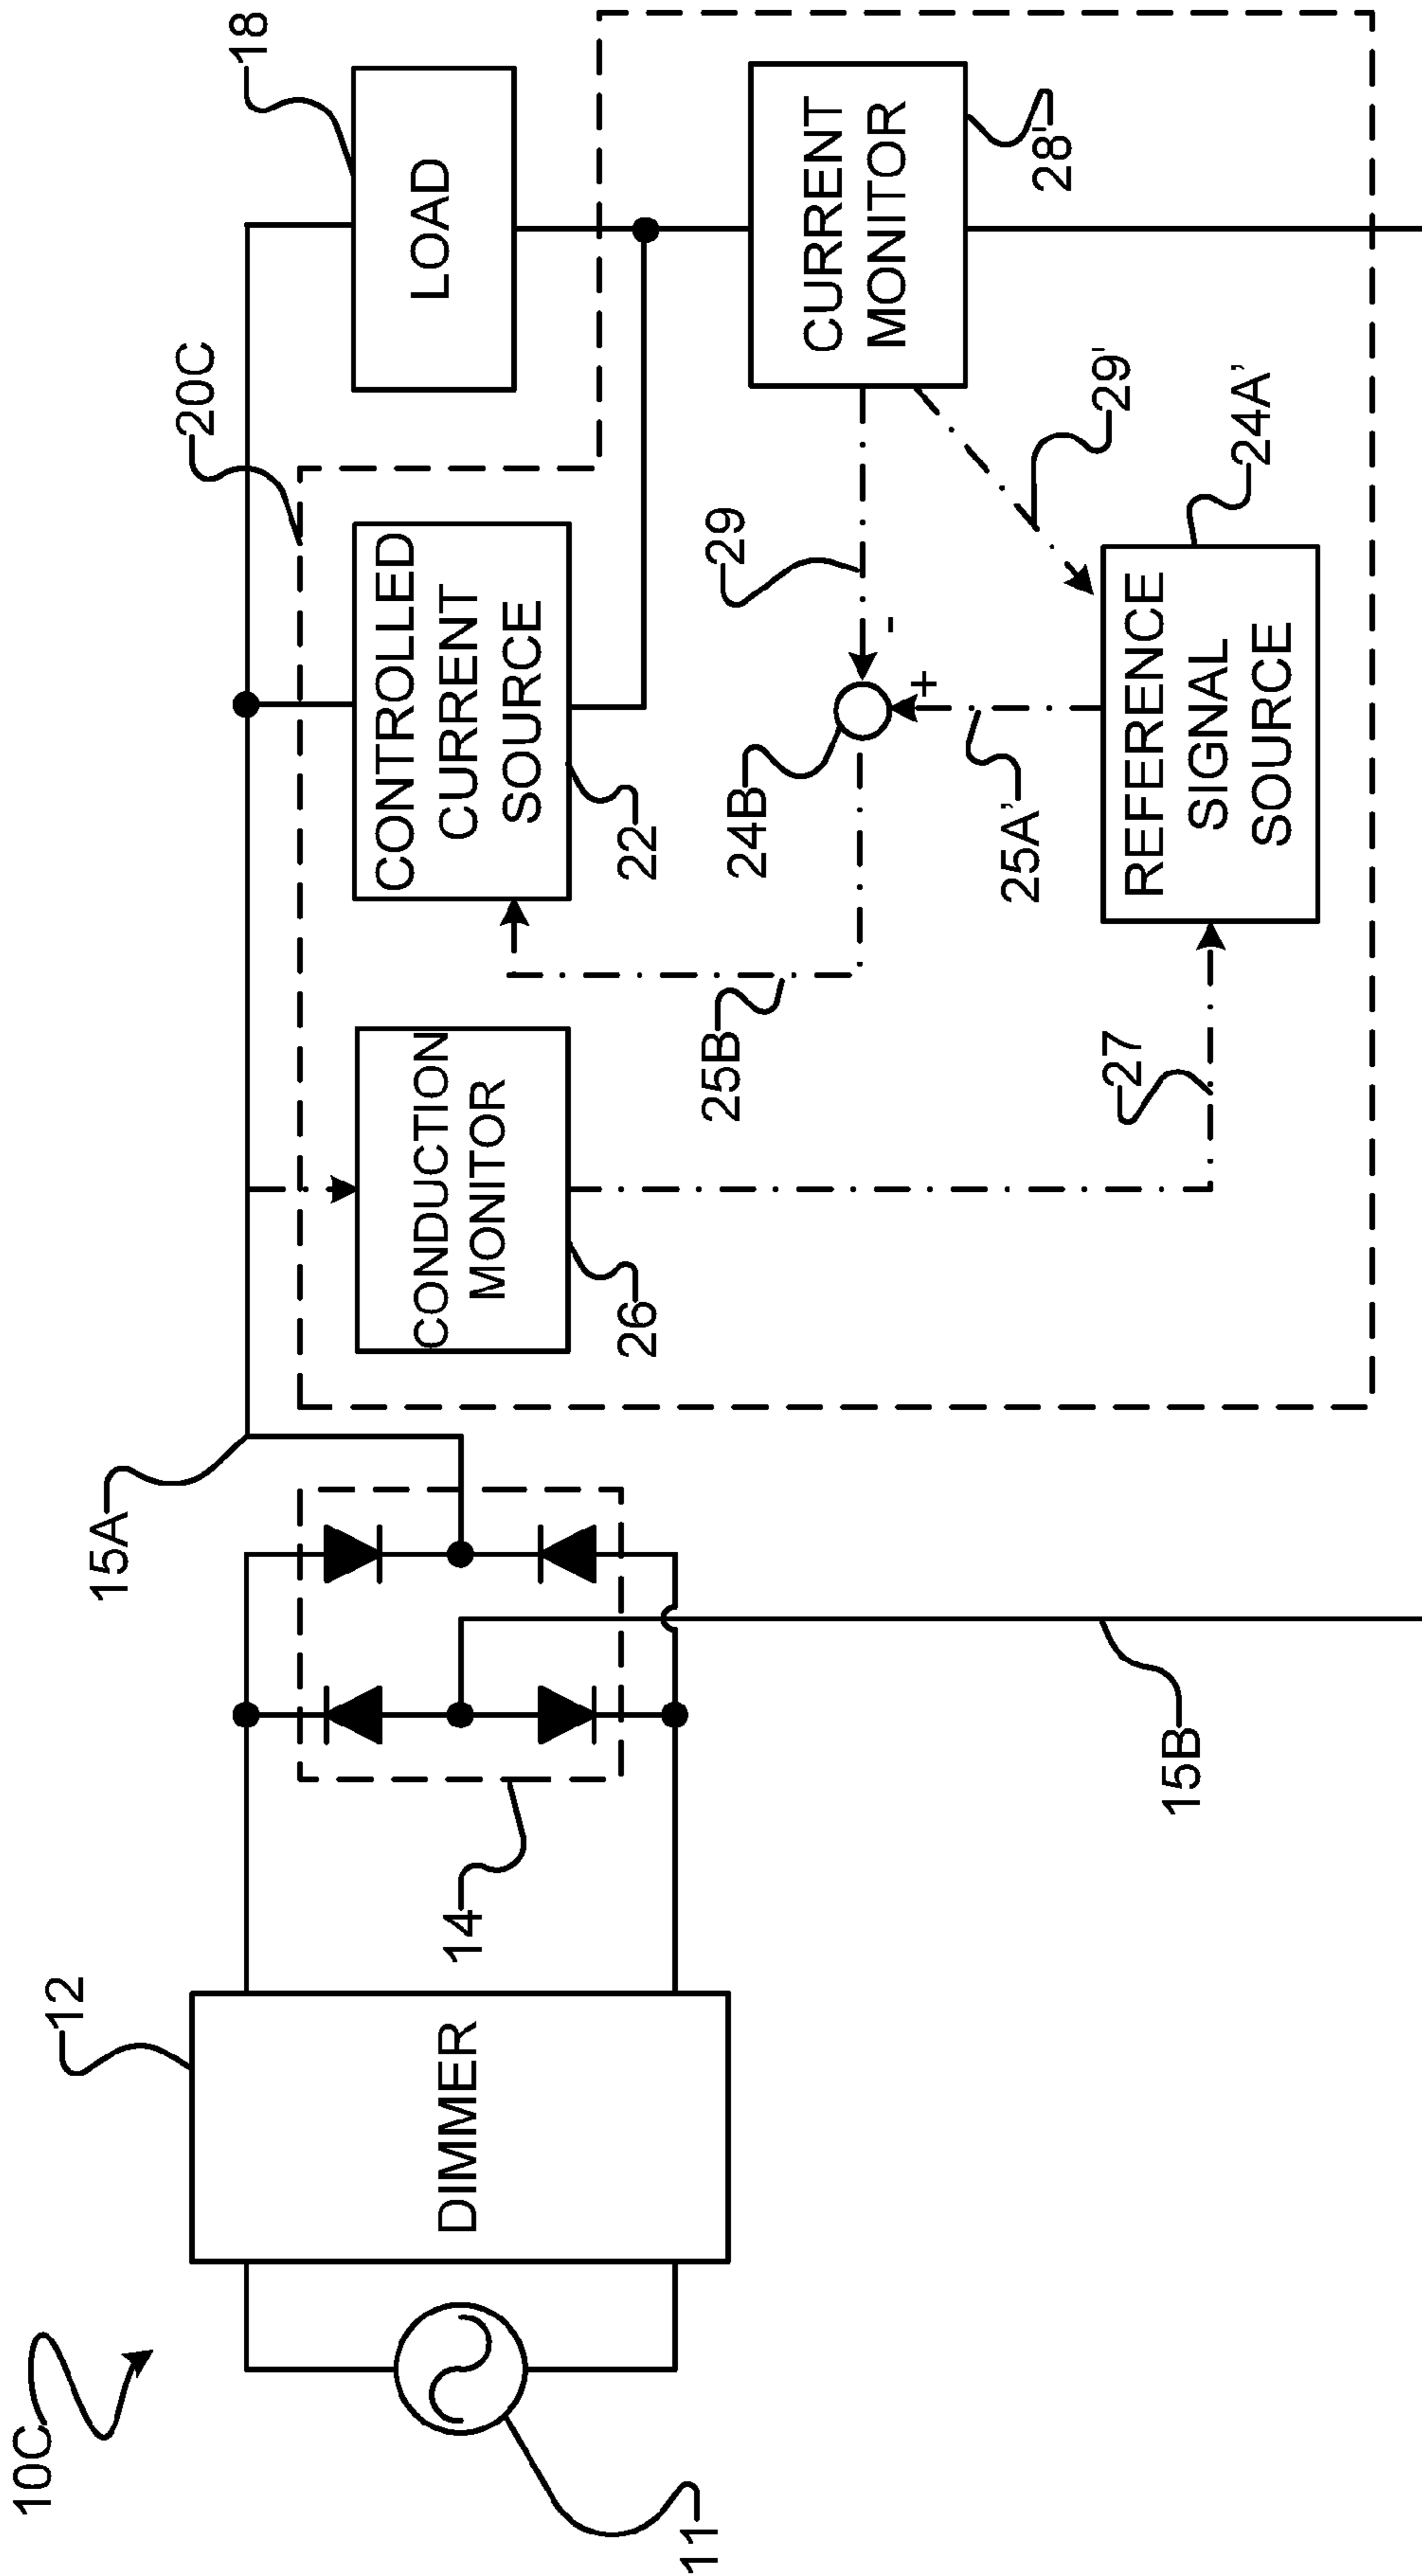 10C
11
12
DIMMER
14
15A
15B
20C
18
LOAD
CONTROLLED
CURRENT
SOURCE
22
CONDUCTION
MONITOR
26
CURRENT
MONITOR
28'
29
-
+
24B
25B
25A’
29'
24A’
27
REFERENCE
SIGNAL
SOURCE